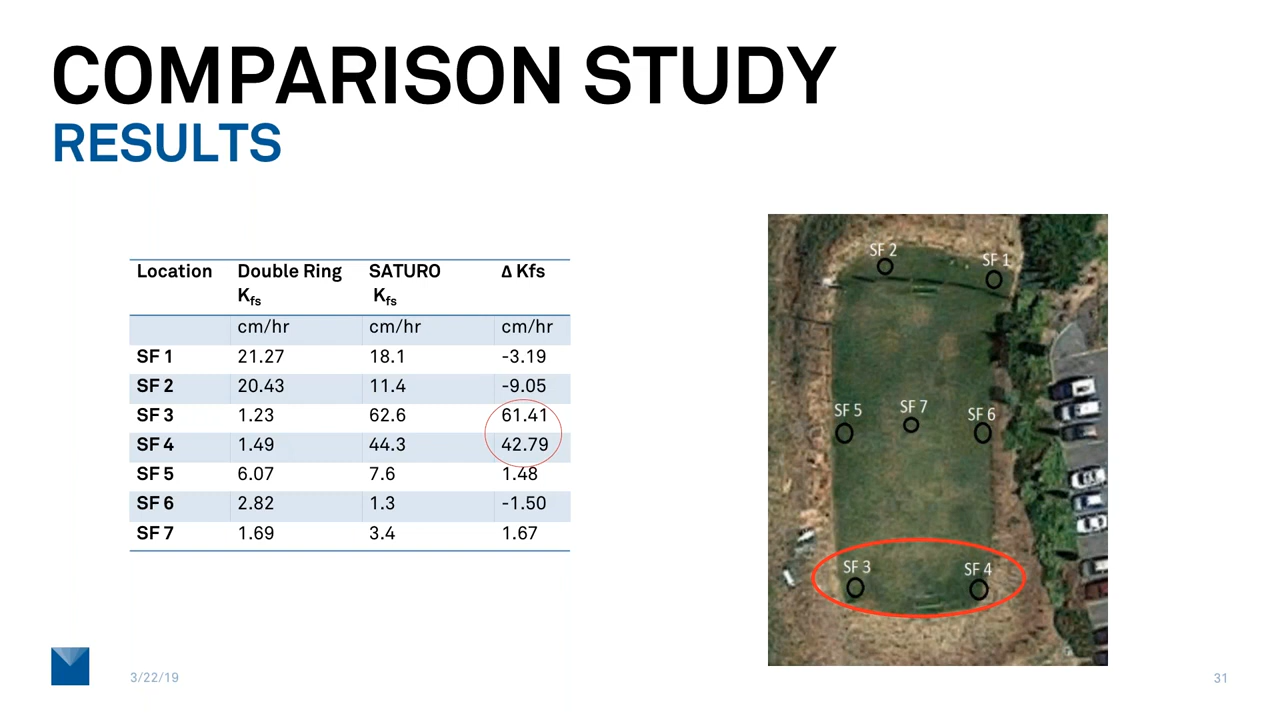 COMPARISON STUDY
RESULTS
Location Double Ring Kfs SATURO Kfs Δ Kfs
cm/hr cm/hr cm/hr
SF 1 21.27 18.1 -3.19
SF 2 20.43 11.4 -9.05
SF 3 1.23 62.6 61.41
SF 4 1.49 44.3 42.79
SF 5 6.07 7.6 1.48
SF 6 2.82 1.3 -1.50
SF 7 1.69 3.4 1.67
SF 2
SF 1
SF 5
SF 7
SF 6
SF 3
SF 4
3/22/19
31